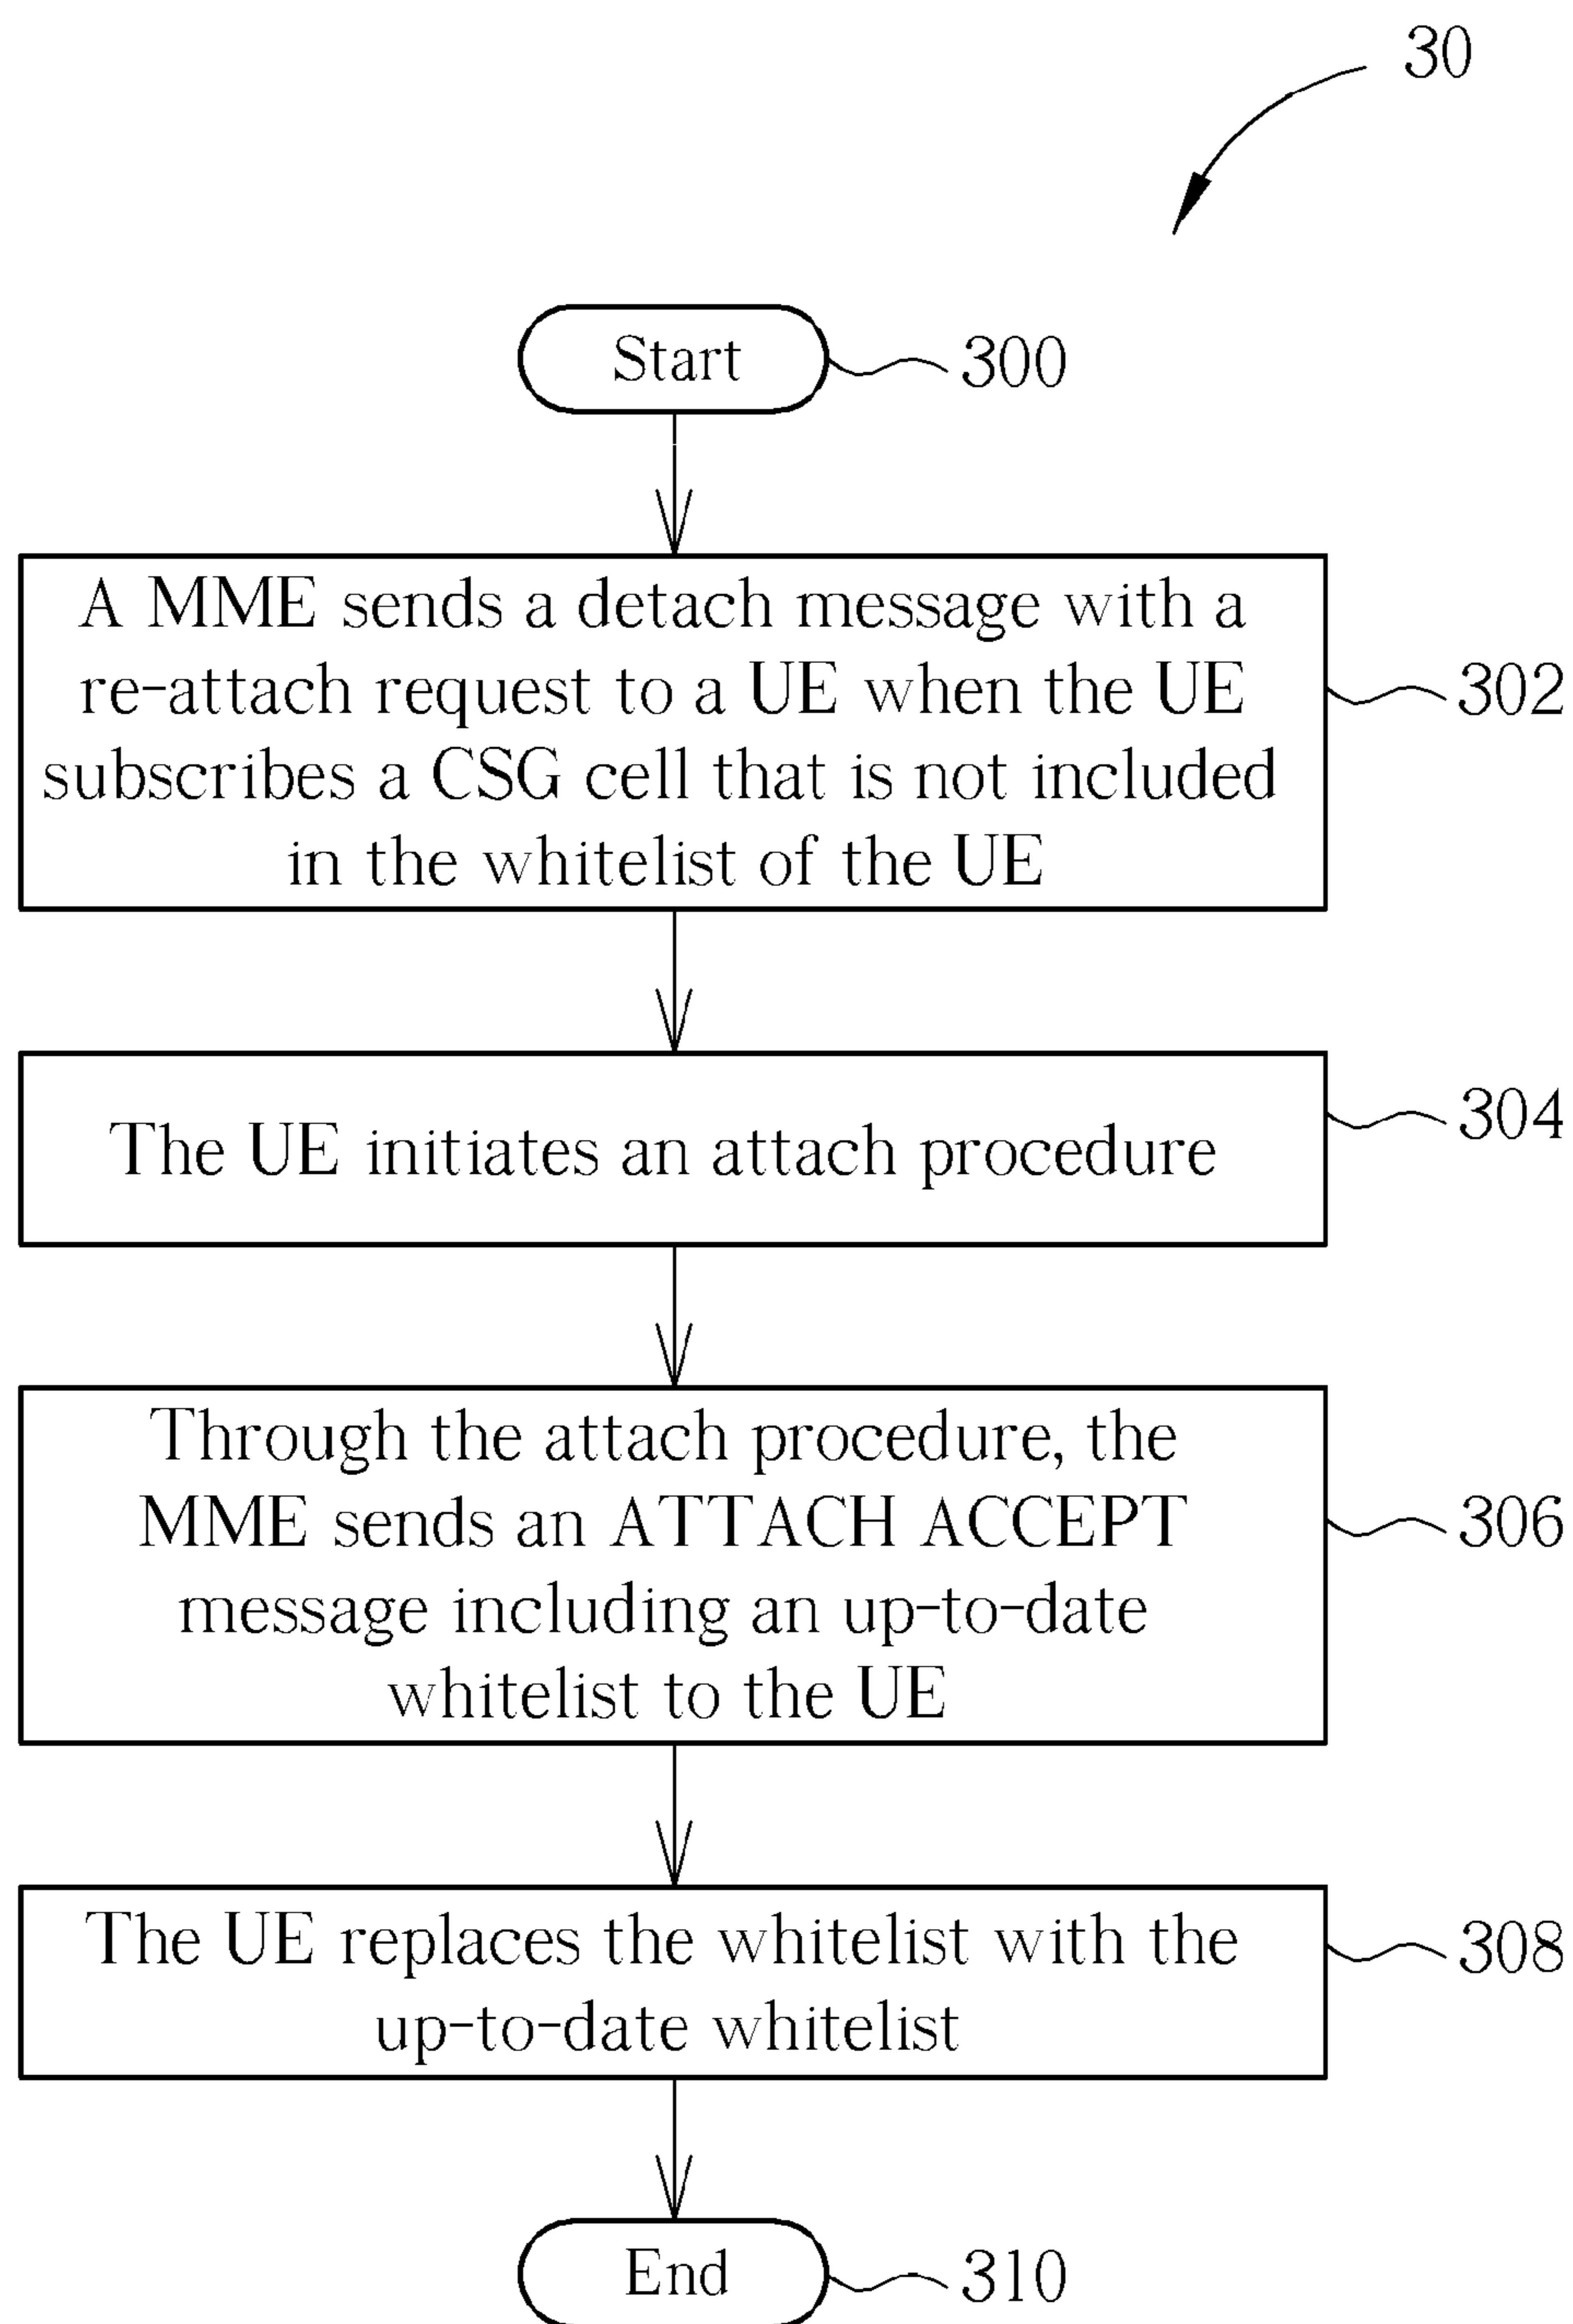 30
Start
300
A MME sends a detach message with a
re-attach request to a UE when the UE
subscribes a CSG cell that is not included
in the whitelist of the UE
302
The UE initiates an attach procedure
304
Through the attach procedure, the
MME sends an ATTACH ACCEPT
message including an up-to-date
whitelist to the UE
306
The UE replaces the whitelist with the
up-to-date whitelist
308
End
310